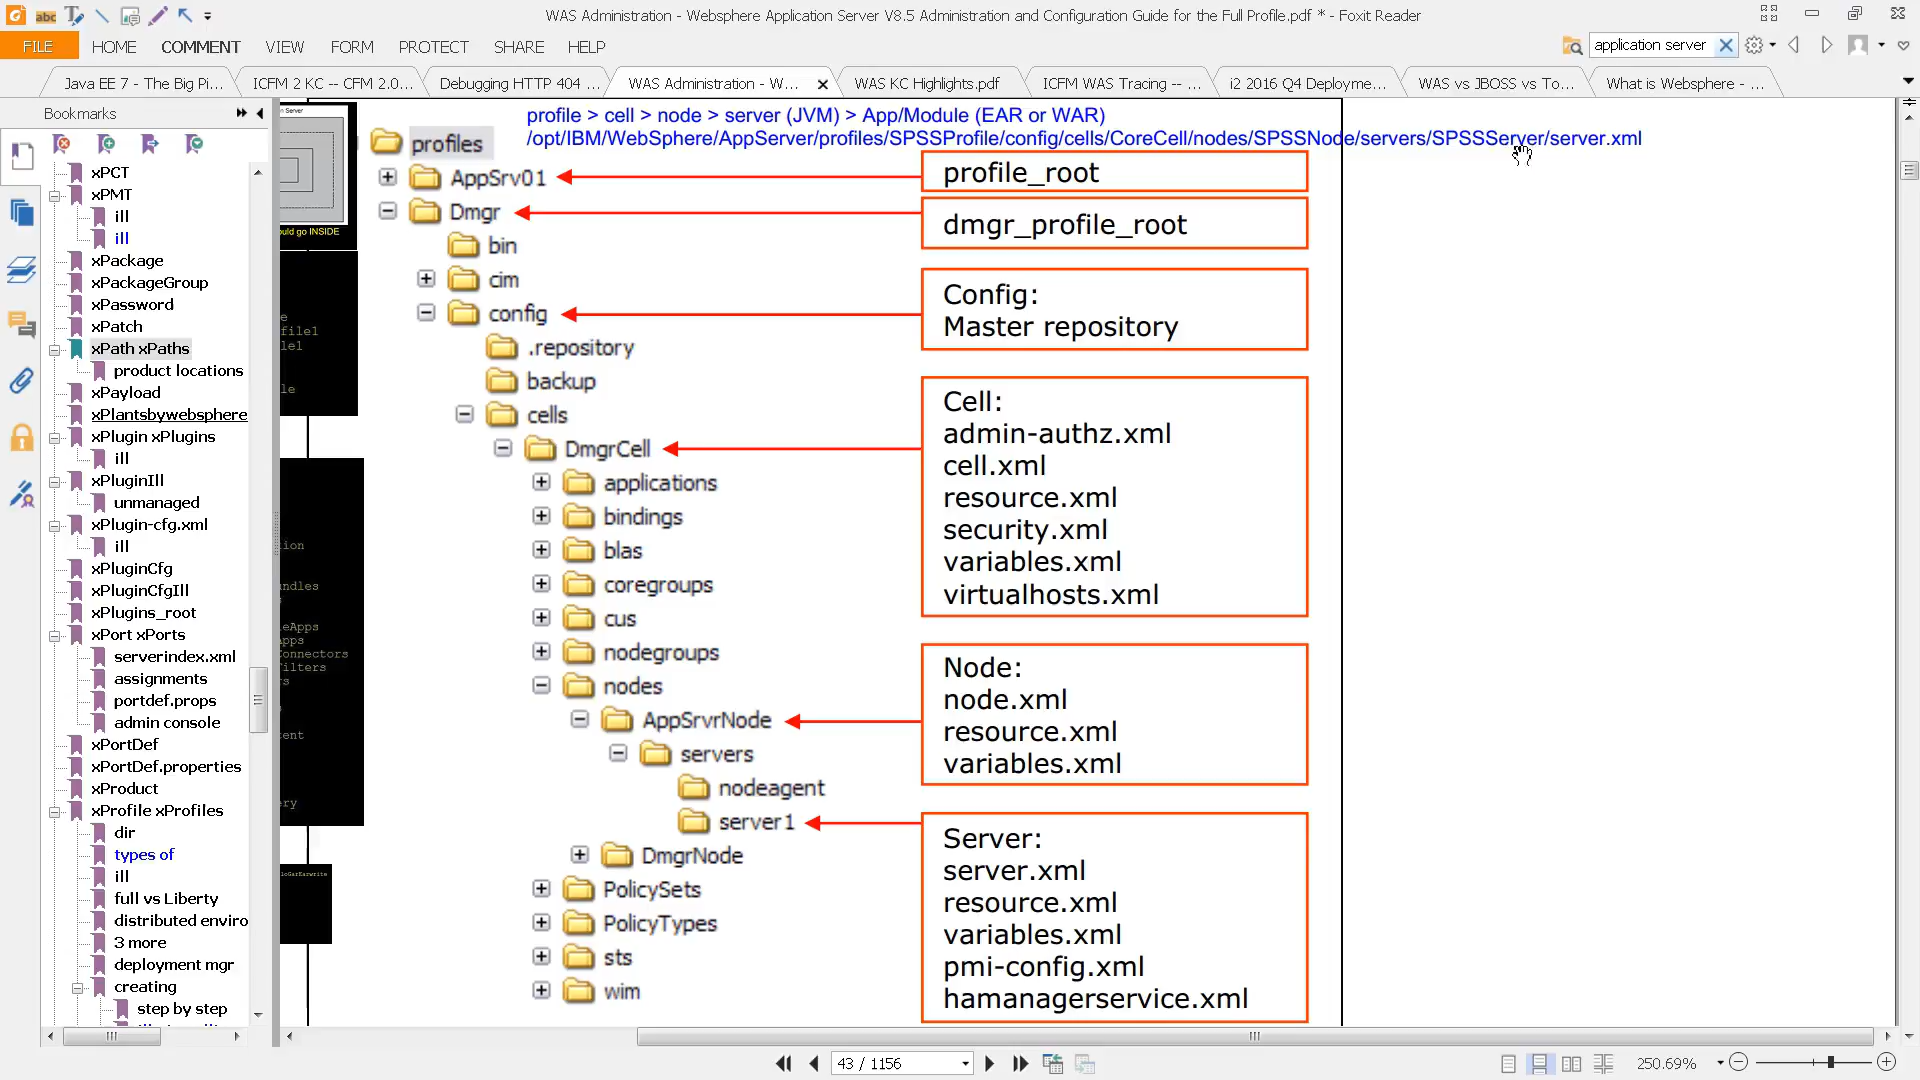 WAS Administration - Websphere Application Server V8.5 Administration and Configuration Guide for the Full Profile.pdf * - Foxit Reader
FILE
HOME
COMMENT
VIEW
FORM
PROTECT
SHARE
HELP
application server
Java EE 7 - The Big Pi...
ICFM 2 KC -- CFM 2.0...
Debugging HTTP 404 ...
WAS Administration - W...
WAS KC Highlights.pdf
ICFM WAS Tracing -- ...
i2 2016 Q4 Deployme...
WAS vs JBOSS vs To...
What is Websphere - ...
Bookmarks
xPCT
xPMT
ill
ill
xPackage
xPackageGroup
xPassword
xPatch
xPath xPaths
product locations
xPayload
xPlantsbywebsphere
xPlugin xPlugins
ill
xPluginIll
unmanaged
xPlugin-cfg.xml
ill
xPluginCfg
xPluginCfgIll
xPlugins_root
xPort xPorts
serverindex.xml
assignments
portdef.props
admin console
xPortDef
xPortDef.properties
xProduct
xProfile xProfiles
dir
types of
ill
full vs Liberty
distributed enviro
3 more
deployment mgr
creating
step by step
profile > cell > node > server (JVM) > App/Module (EAR or WAR)
/opt/IBM/WebSphere/AppServer/profiles/SPSSProfile/config/cells/CoreCell/nodes/SPSSNode/servers/SPSSServer/server.xml
profiles
AppSrv01
Dmgr
bin
cim
config
.repository
backup
cells
DmgrCell
applications
bindings
blas
coregroups
cus
nodegroups
nodes
AppSrvrNode
servers
nodeagent
server1
DmgrNode
PolicySets
PolicyTypes
sts
wim
profile_root
dmgr_profile_root
Config:
Master repository
Cell:
admin-authz.xml
cell.xml
resource.xml
security.xml
variables.xml
virtualhosts.xml
Node:
node.xml
resource.xml
variables.xml
Server:
server.xml
resource.xml
variables.xml
pmi-config.xml
hamanagerservice.xml
43 / 1156
250.69%